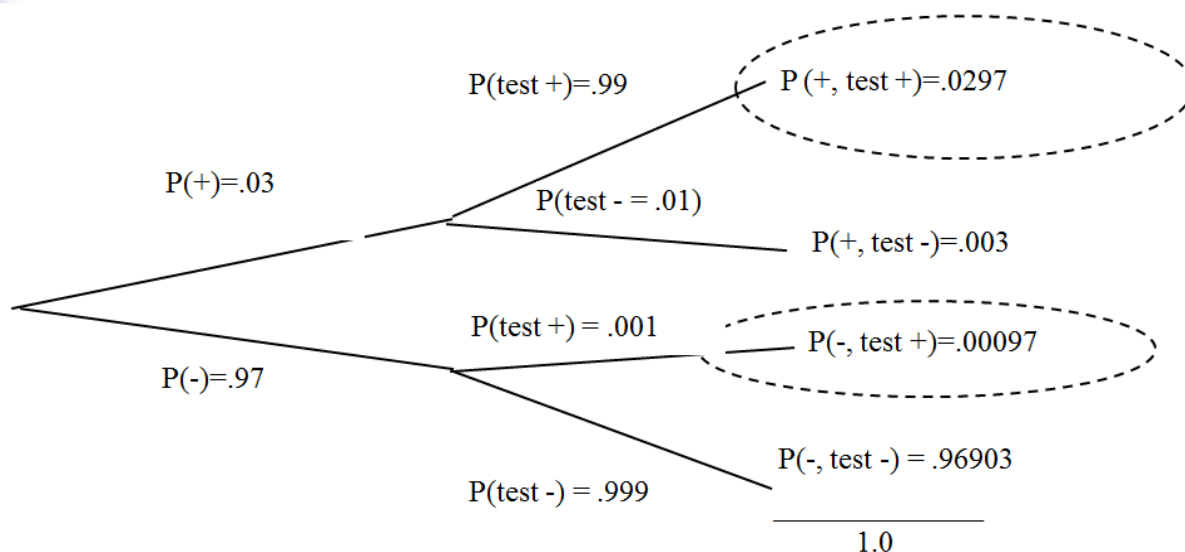 P(test +)=.99
P (+, test +)=.0297
P(+)=.03
P(test - = .01)
P(+, test -)=.003
P(test +) = .001
P(-, test +)=.00097
P(-)=.97
P(-, test -) = .96903
P(test -) = .999
1.0